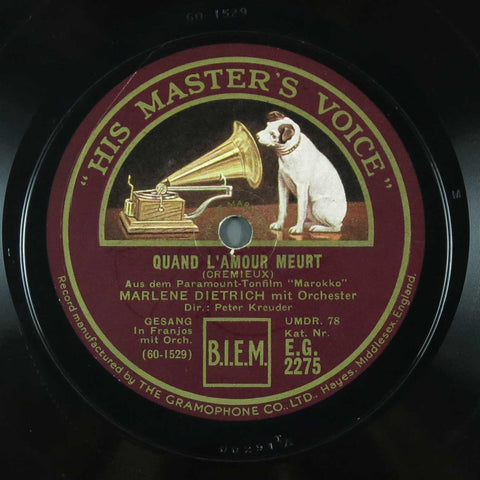 60-1529
"HIS MASTER'S VOICE"
QUAND L'AMOUR MEURT
(CREMIEUX)
Aus dem Paramount-Tonfilm "Marokko"
MARLENE DIETRICH mit Orchester
Dir.: Peter Kreuder
GESANG
In Franjos
mit Orch.
(60-1529)
B.I.E.M.
UMDR. 78
Kat. Nr.
E.G.
2275
Record manufactured by THE GRAMOPHONE CO., LTD., Hayes, Middlesex, England.
M